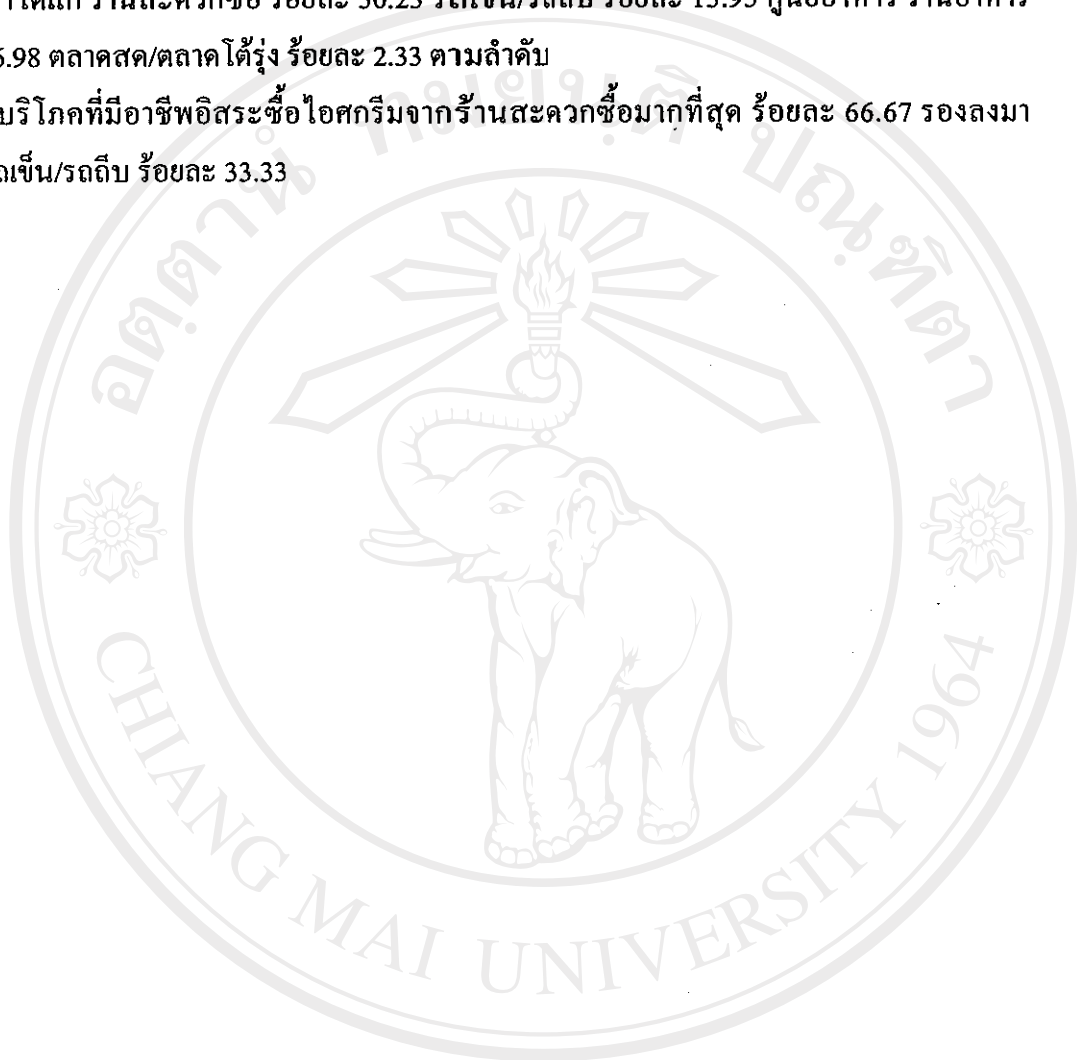 ร้านสะดวกซื้อ ร้อยละ 30.23 รถเข็น/รถถีบ ร้อยละ 13.95 ศูนย์อาหาร ร้านอาหาร
6.98 ตลาดสด/ตลาดโต้รุ่ง ร้อยละ 2.33 ตามลำดับ
บริโภคที่มีอาชีพอิสระซื้อไอศกรีมจากร้านสะดวกซื้อมากที่สุด ร้อยละ 66.67 รองลงมา
เข็น/รถถีบ ร้อยละ 33.33
CHIANG MAI UNIVERSITY 1964